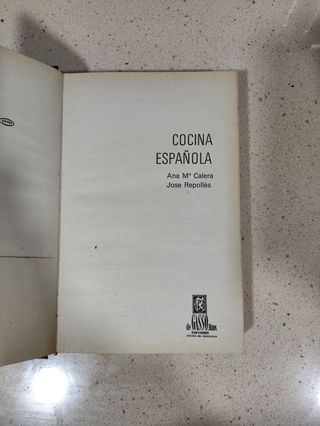 COCINA
ESPAÑOLA
Ana Mª Calera
Jose Repollés
de GASSO Hnos.
EDITORES